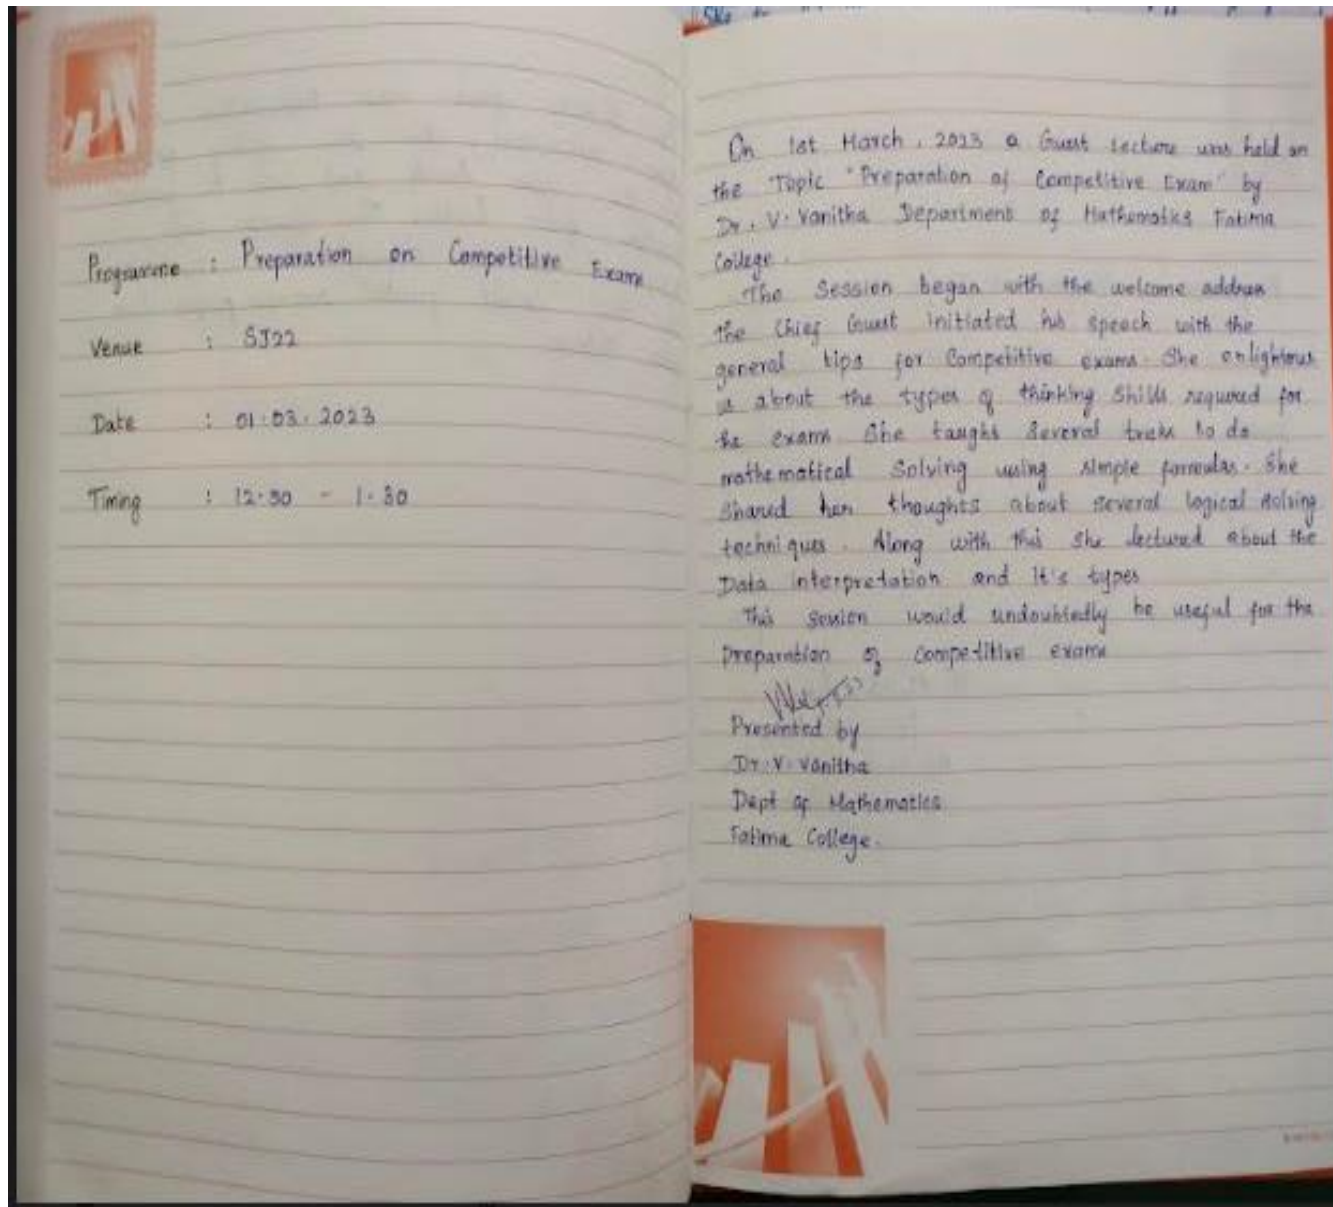 Programme : Preparation on Competitive Exam
Venue : SJ22
Date : 01.03.2023
Timing : 12.30 - 1.30
On 1st March, 2023 a Guest Lecture was held on
the Topic "Preparation of Competitive Exam" by
Dr. V. Vanitha Department of Mathematics Fatima
College.
The Session began with the welcome address
the Chief Guest initiated his speech with the
general tips for Competitive exams. She enlightens
us about the types of thinking Skills required for
the exams She taught Several tricks to do
mathematical Solving using simple formulas. She
Shared her thoughts about several logical solving
techniques. Along with this she lectured about the
Data interpretation and it's types
This session would undoubtedly be useful for the
preparation of competitive exams
Presented by
Dr. V. Vanitha
Dept of Mathematics
Fatima College.